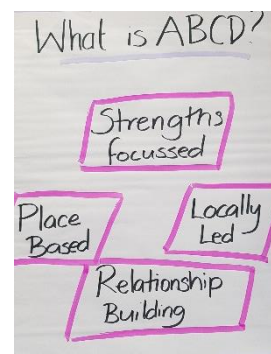 What is ABCD?
Strengths
focussed
Place
Based
Locally
Led
Relationship
Building